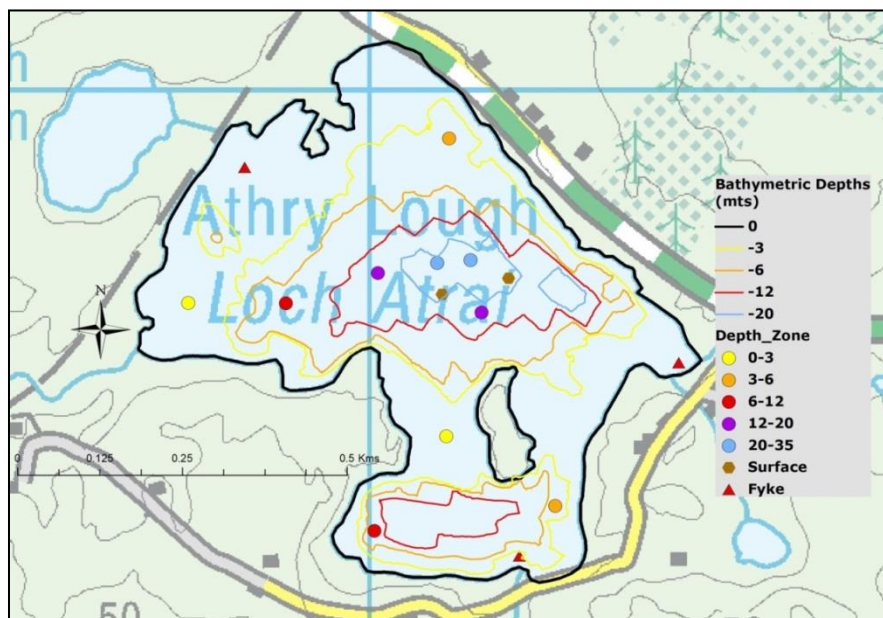 Athry Lough
Loch Atraí
N
0
0.125
0.25
0.5 Kms
50
Bathymetric Depths
(mts)
0
-3
-6
-12
-20
Depth_Zone
0-3
3-6
6-12
12-20
20-35
Surface
Fyke